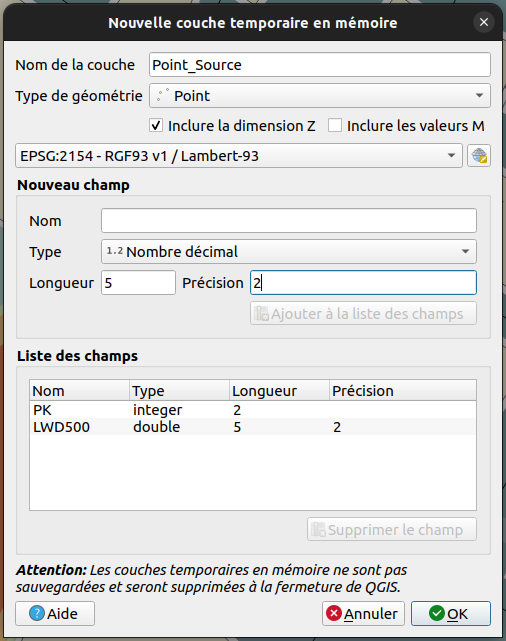 Nouvelle couche temporaire en mémoire
Nom de la couche Point_Source
Type de géométrie Point
Inclure la dimension Z Inclure les valeurs M
EPSG:2154 - RGF93 v1 / Lambert-93
Nouveau champ
Nom
Type 1.2 Nombre décimal
Longueur 5 Précision 2
Ajouter à la liste des champs
Liste des champs
Nom Type Longueur Précision
PK integer 2
LWD500 double 5 2
Supprimer le champ
Attention: Les couches temporaires en mémoire ne sont pas
sauvegardées et seront supprimées à la fermeture de QGIS.
Aide Annuler OK